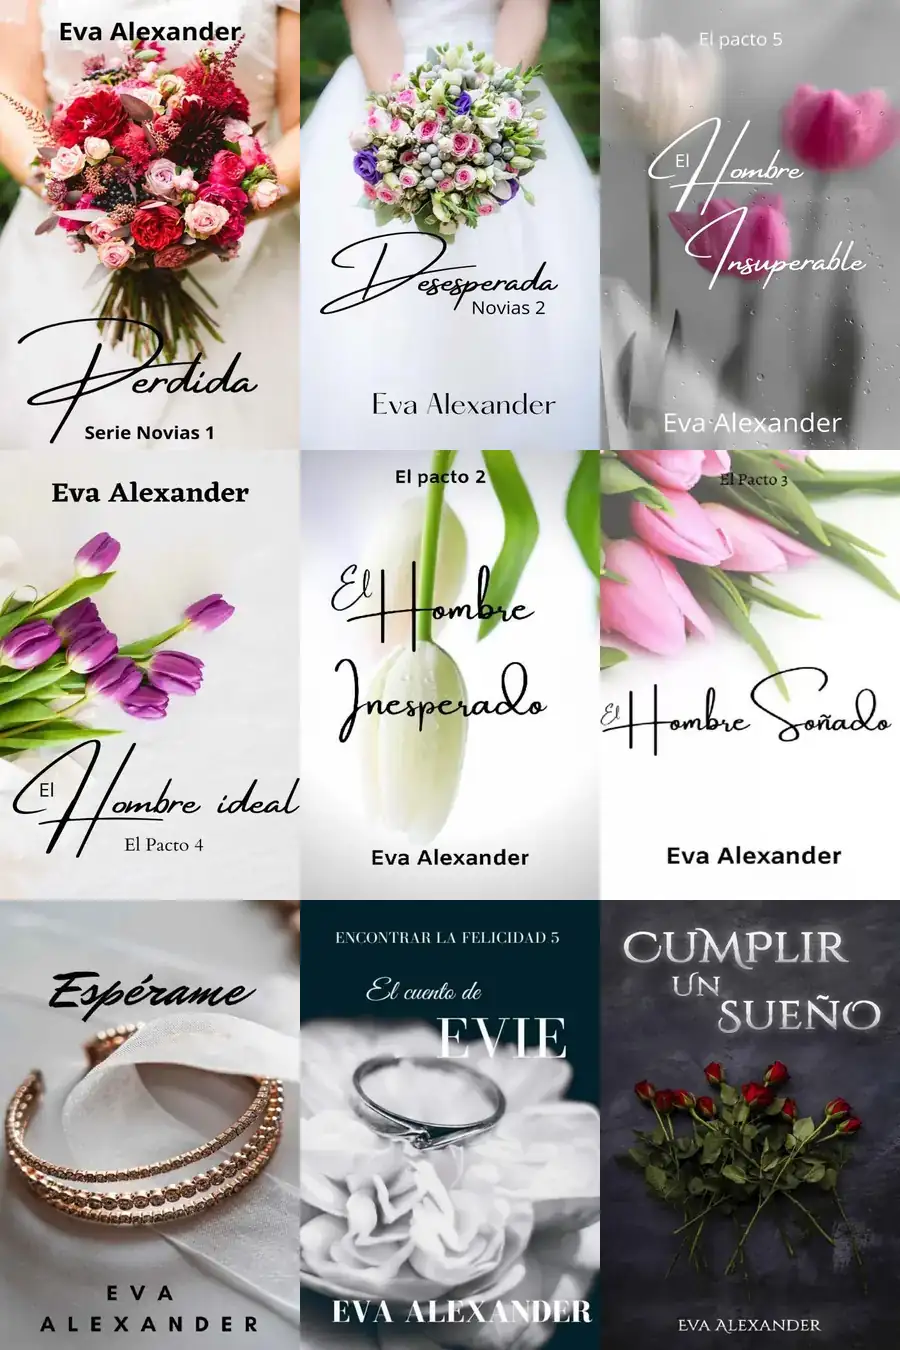 Eva Alexander
Perdida
Serie Novias 1
Desesperada
Novias 2
Eva Alexander
El pacto 5
El Hombre
Insuperable
Eva Alexander
Eva Alexander
El Hombre ideal
El Pacto 4
El pacto 2
El Hombre
Inesperado
Eva Alexander
El Pacto 3
El Hombre Soñado
Eva Alexander
Espérame
EVA
ALEXANDER
ENCONTRAR LA FELICIDAD 5
El cuento de
EVIE
EVA ALEXANDER
CUMPLIR
UN
SUEÑO
EVA ALEXANDER